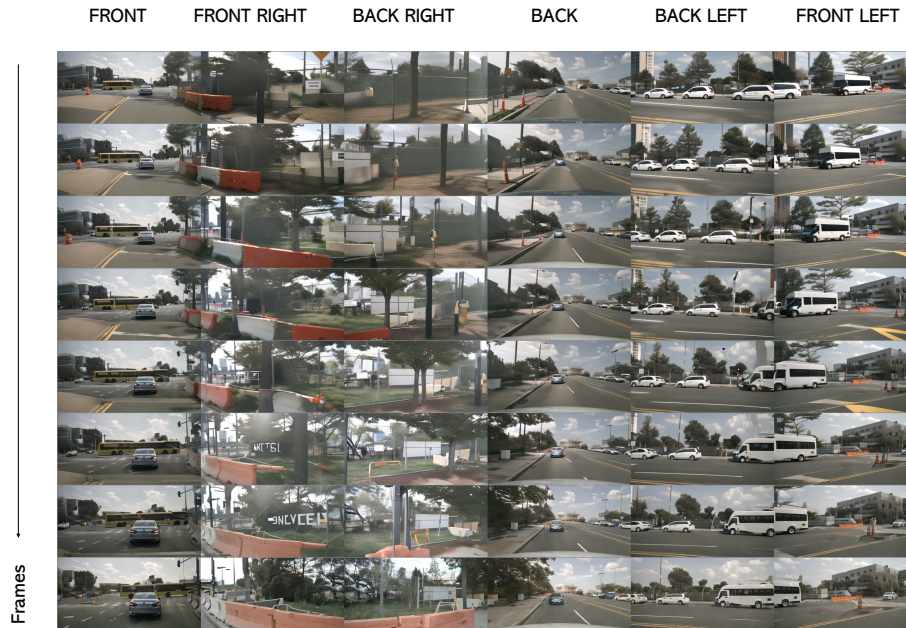 FRONT
FRONT RIGHT
BACK RIGHT
BACK
BACK LEFT
FRONT LEFT
Frames